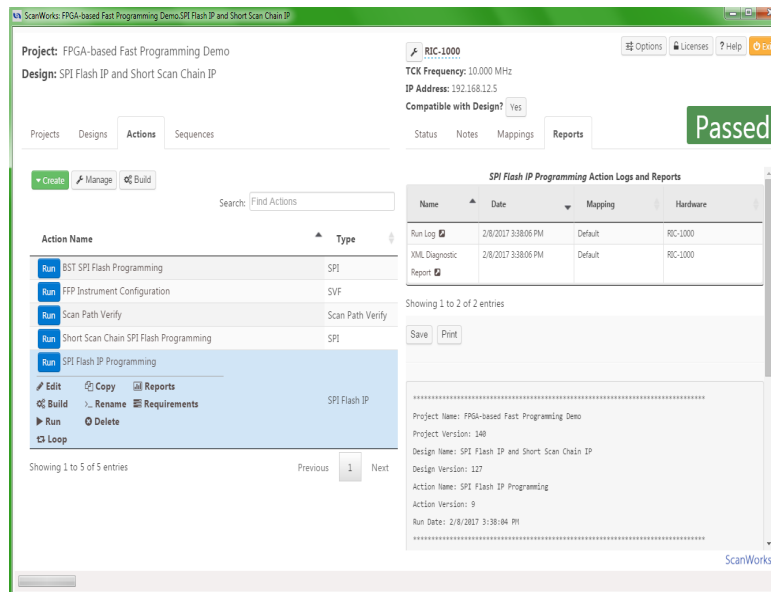 ScanWorks: FPGA-based Fast Programming Demo.SPI Flash IP and Short Scan Chain IP
Project: FPGA-based Fast Programming Demo
Design: SPI Flash IP and Short Scan Chain IP
RIC-1000
TCK Frequency: 10.000 MHz
IP Address: 192.168.12.5
Compatible with Design? Yes
Options Licenses ? Help
Passed
Projects Designs Actions Sequences
Status Notes Mappings Reports
Create Manage Build
Search: Find Actions
Action Name Type
Run BST SPI Flash Programming SPI
Run FFP Instrument Configuration SVF
Run Scan Path Verify Scan Path Verify
Run Short Scan Chain SPI Flash Programming SPI
Run SPI Flash IP Programming
Edit Copy Reports
Build >_ Rename Requirements
Run Delete
Loop
SPI Flash IP
Showing 1 to 5 of 5 entries
Previous 1 Next
SPI Flash IP Programming Action Logs and Reports
Name Date Mapping Hardware
Run Log 2/8/2017 3:38:06 PM Default RIC-1000
XML Diagnostic 2/8/2017 3:38:06 PM Default RIC-1000
Report
Showing 1 to 2 of 2 entries
Save Print
Project Name: FPGA-based Fast Programming Demo
Project Version: 140
Design Name: SPI Flash IP and Short Scan Chain IP
Design Version: 127
Action Name: SPI Flash IP Programming
Action Version: 9
Run Date: 2/8/2017 3:38:04 PM
ScanWorks